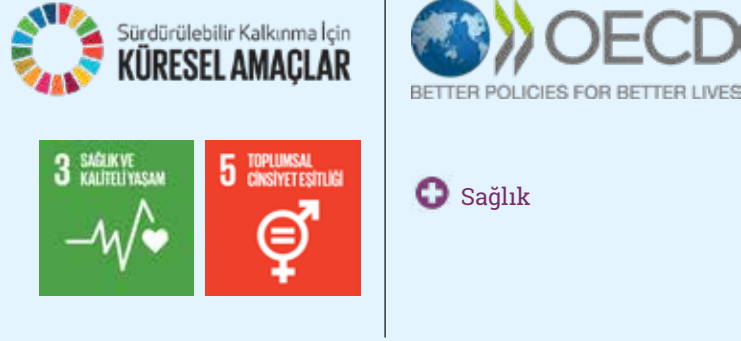 Sürdürülebilir Kalkınma İçin
KÜRESEL AMAÇLAR
3 SAĞLIK VE
KALİTELİ YAŞAM
5 TOPLUMSAL
CİNSİYET EŞİTLİĞİ
OECD
BETTER POLICIES FOR BETTER LIVES
Sağlık